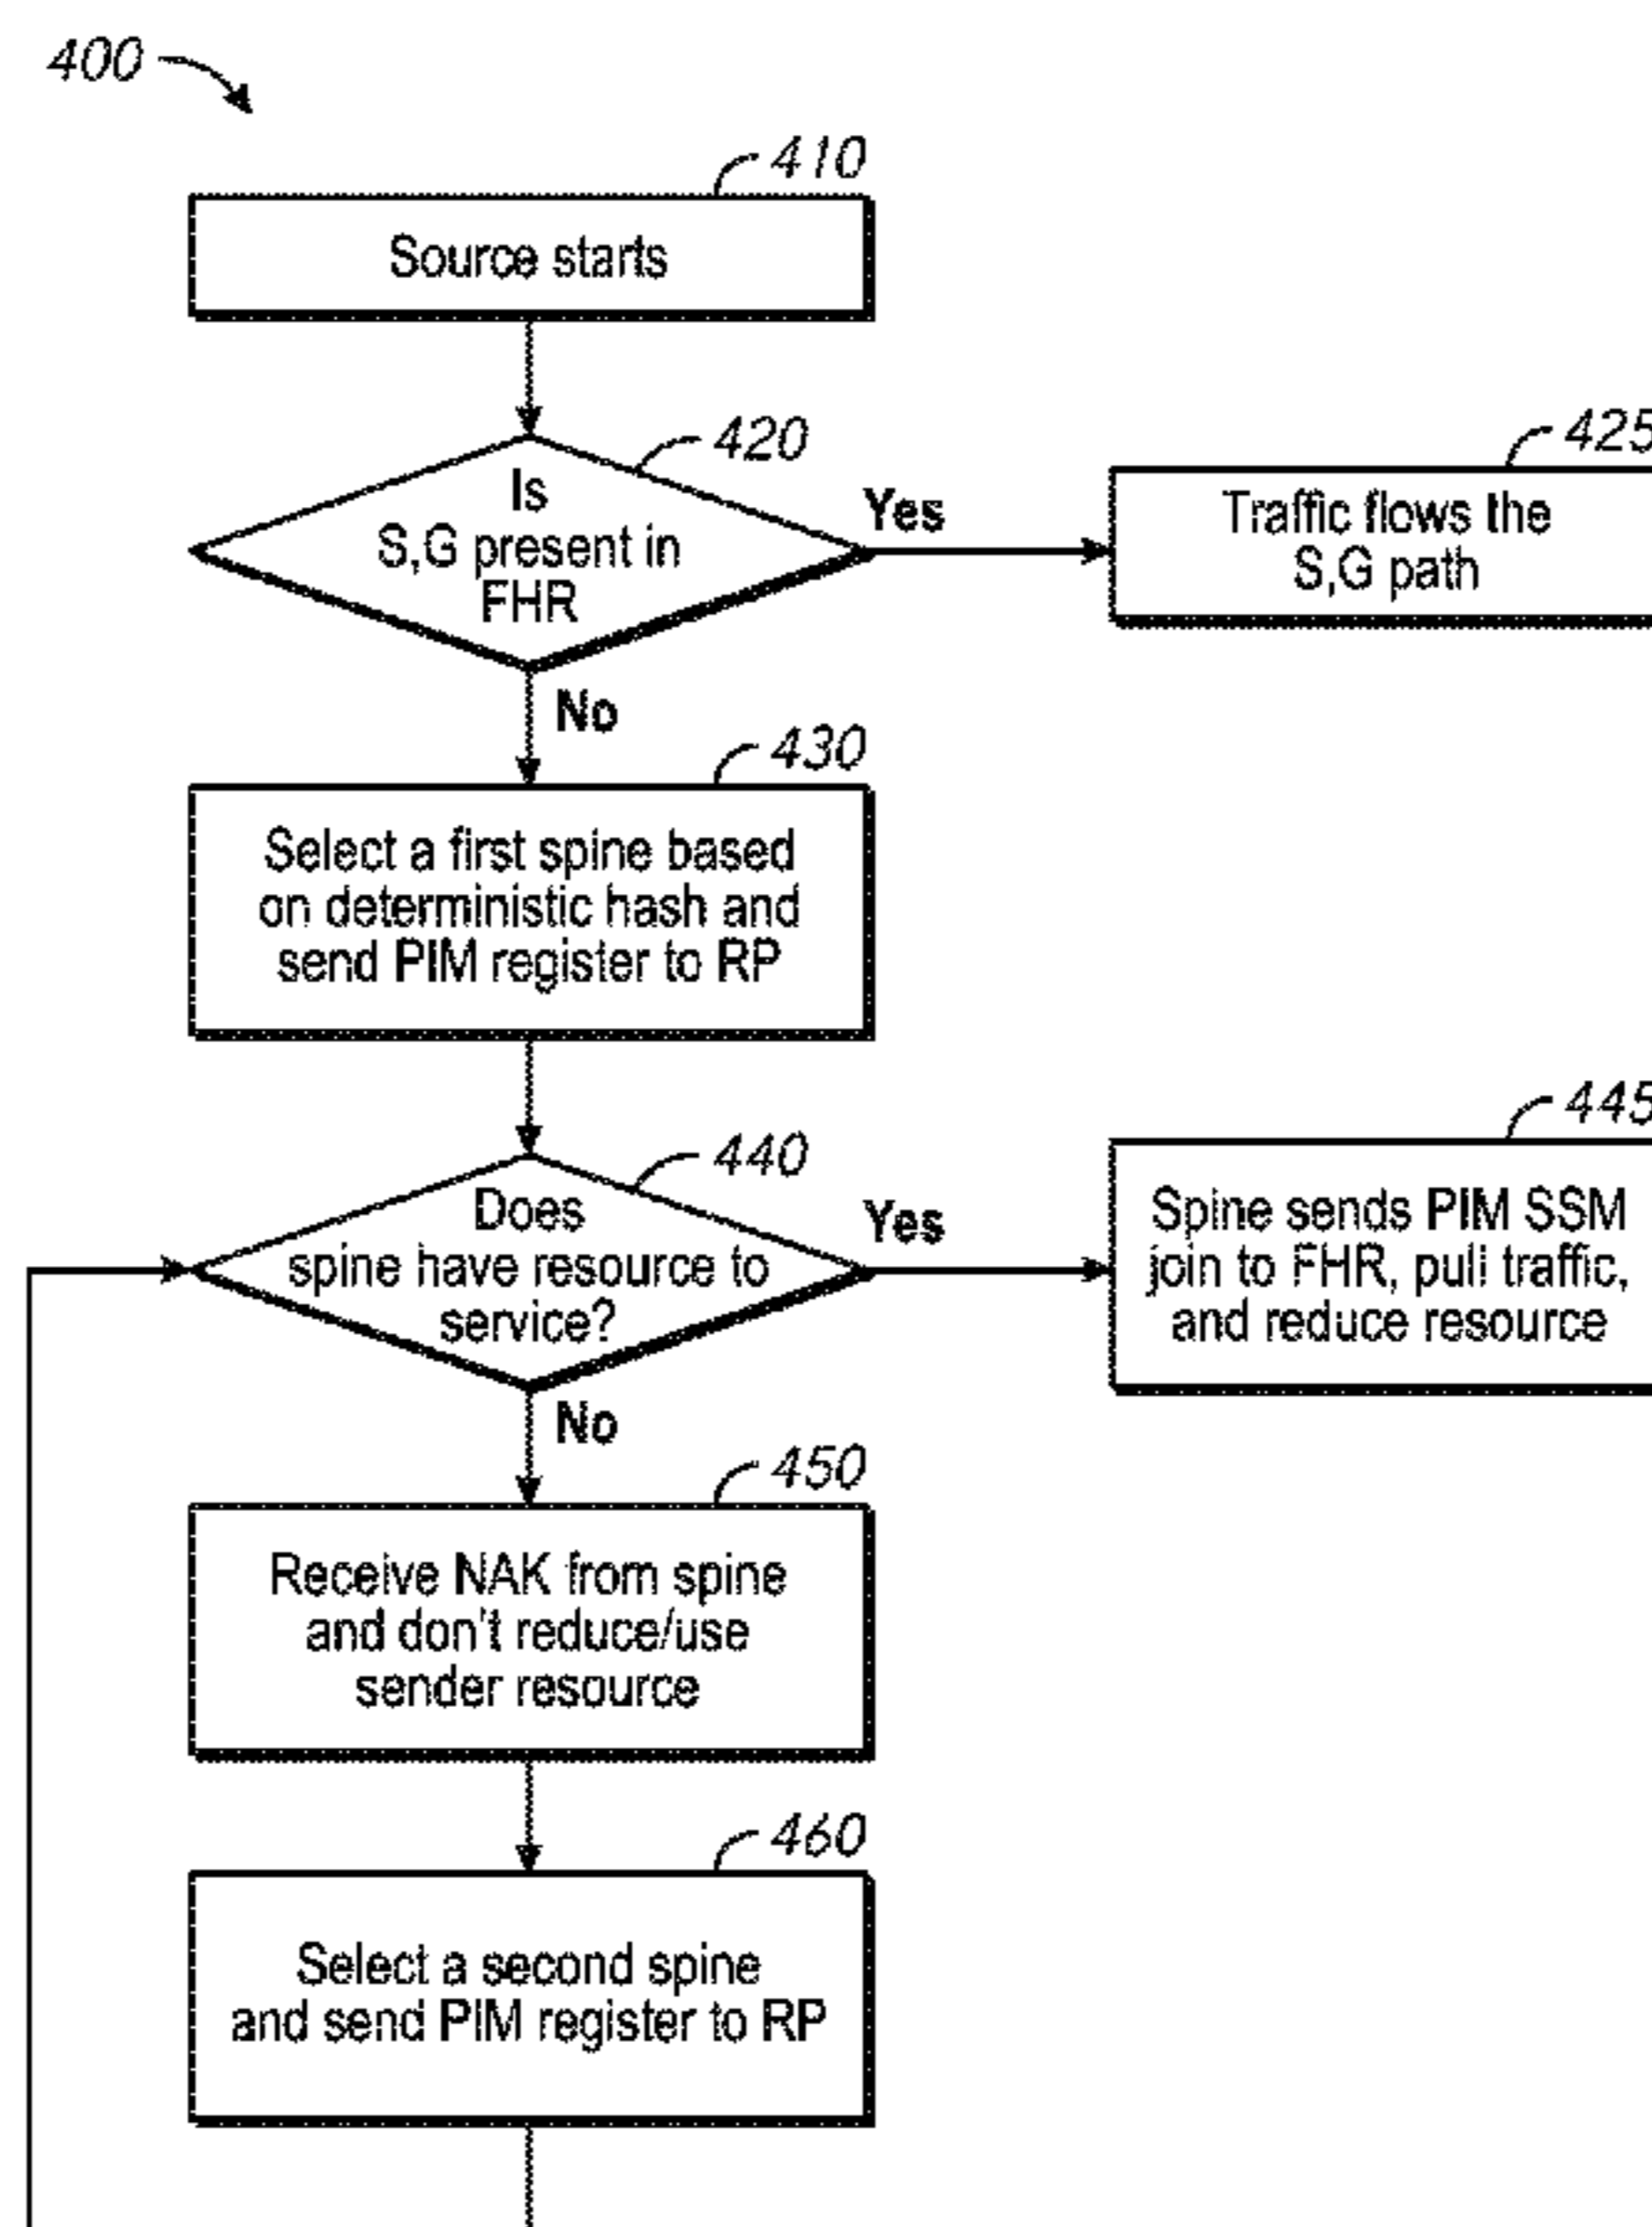 400
410
Source starts
420
Is
S,G present in
FHR
Yes
425
Traffic flows the
S,G path
No
430
Select a first spine based
on deterministic hash and
send PIM register to RP
440
Does
spine have resource to
service?
Yes
445
Spine sends PIM SSM
join to FHR, pull traffic,
and reduce resource
No
450
Receive NAK from spine
and don't reduce/use
sender resource
460
Select a second spine
and send PIM register to RP